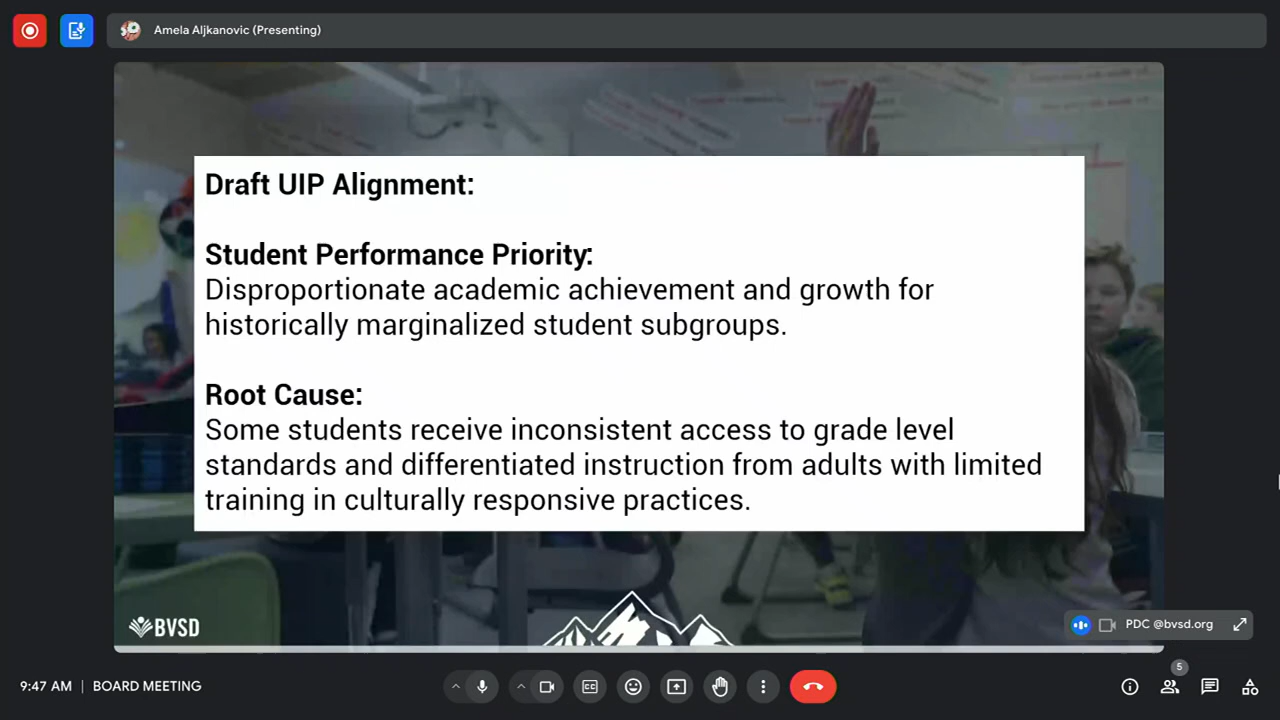 Amela Aljkanovic (Presenting)
Draft UIP Alignment:
Student Performance Priority:
Disproportionate academic achievement and growth for
historically marginalized student subgroups.
Root Cause:
Some students receive inconsistent access to grade level
standards and differentiated instruction from adults with limited
training in culturally responsive practices.
BVSD
PDC @bvsd.org
9:47 AM | BOARD MEETING
CC
5